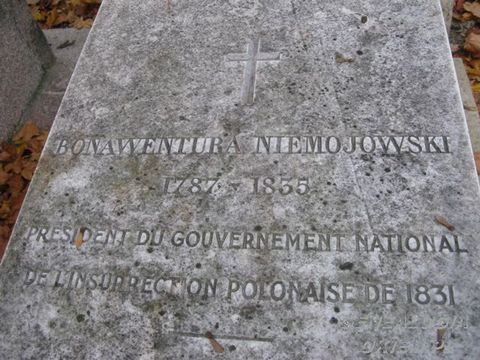 BONAWENTURA NIEMOJOWSKI
1787 - 1835
PRESIDENT DU GOUVERNEMENT NATIONAL
DE L'INSURRECTION POLONAISE DE 1831